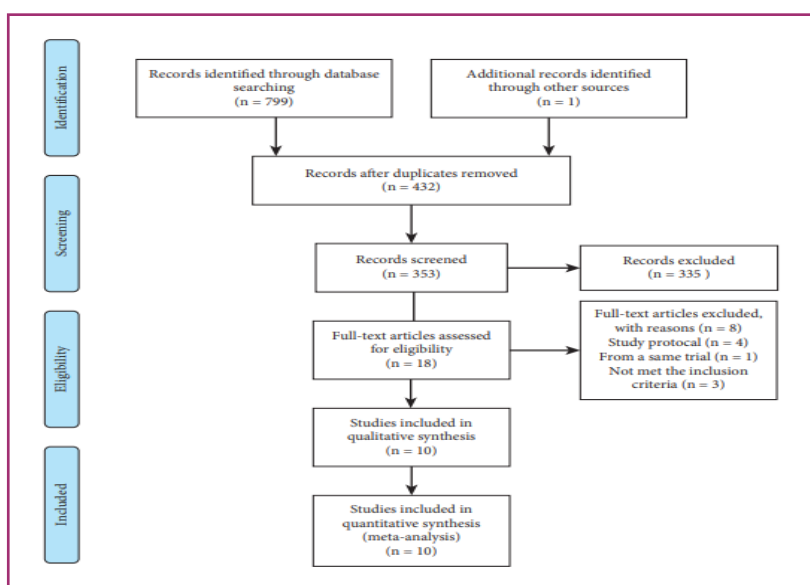 Identification
Records identified through database
searching
(n = 799)
Additional records identified
through other sources
(n = 1)
Records after duplicates removed
(n = 432)
Screening
Records screened
(n = 353)
Records excluded
(n = 335 )
Eligibility
Full-text articles assessed
for eligibility
(n = 18)
Full-text articles excluded,
with reasons (n = 8)
Study protocal (n = 4)
From a same trial (n = 1)
Not met the inclusion
criteria (n = 3)
Studies included in
qualitative synthesis
(n = 10)
Included
Studies included in
quantitative synthesis
(meta-analysis)
(n = 10)